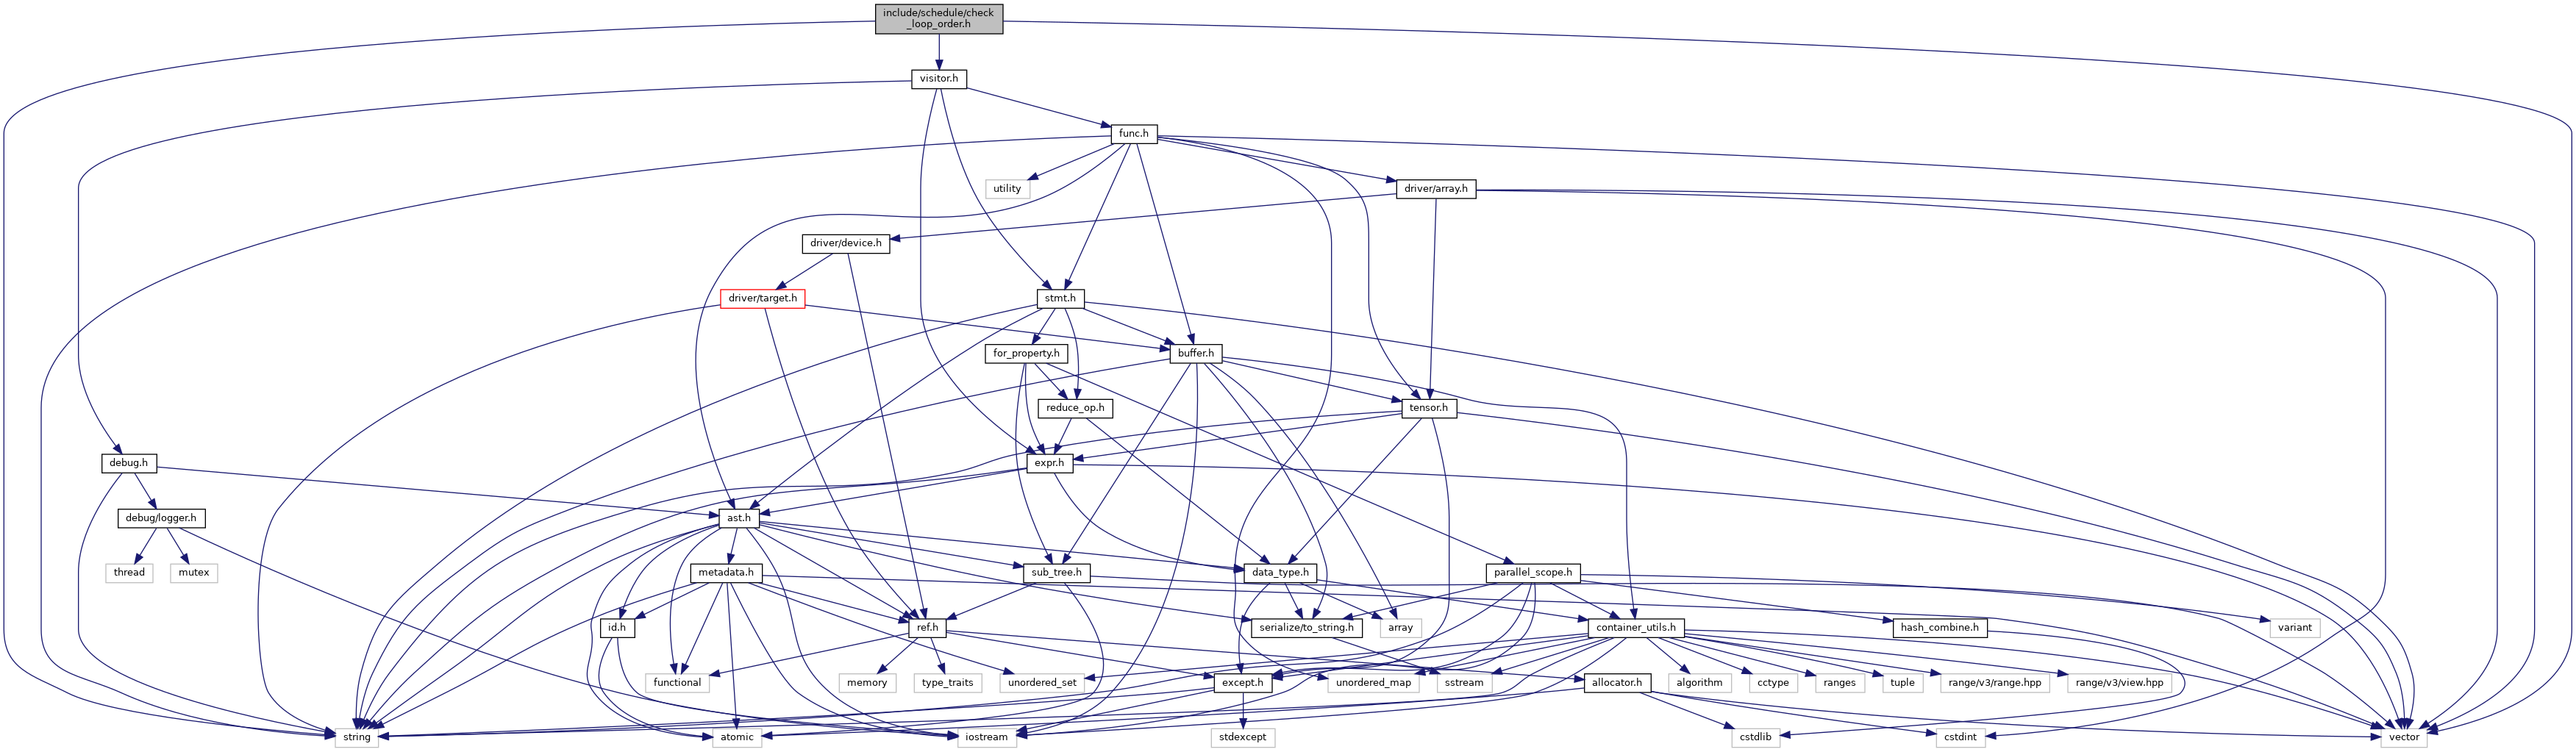 include/schedule/check
_loop_order.h
visitor.h
func.h
utility
driver/array.h
driver/device.h
driver/target.h
stmt.h
for_property.h
buffer.h
reduce_op.h
tensor.h
debug.h
expr.h
debug/logger.h
ast.h
thread
mutex
metadata.h
sub_tree.h
data_type.h
parallel_scope.h
id.h
ref.h
serialize/to_string.h
array
container_utils.h
hash_combine.h
variant
functional
memory
type_traits
unordered_set
except.h
unordered_map
sstream
allocator.h
algorithm
cctype
ranges
tuple
range/v3/range.hpp
range/v3/view.hpp
string
atomic
iostream
stdexcept
cstdlib
cstdint
vector